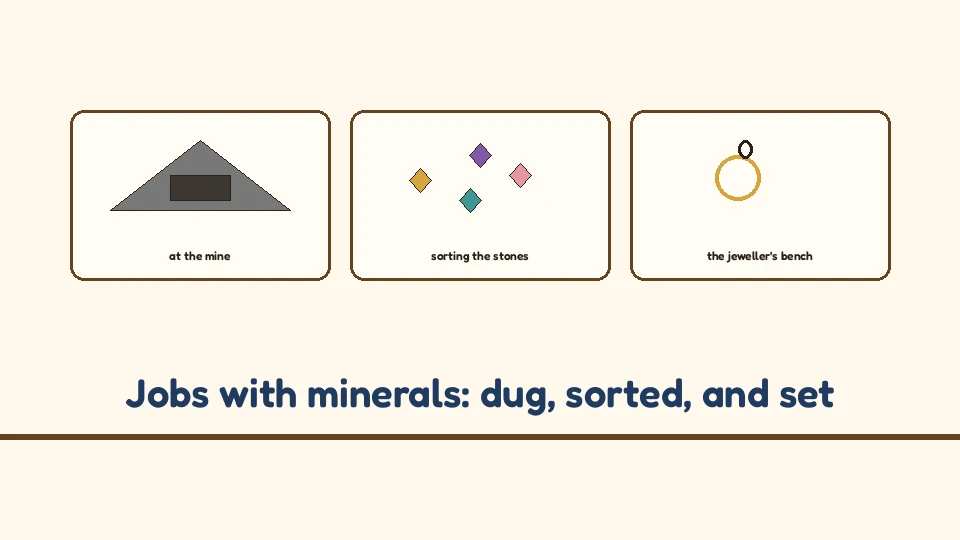 at the mine
sorting the stones
the jeweller's bench
Jobs with minerals: dug, sorted, and set